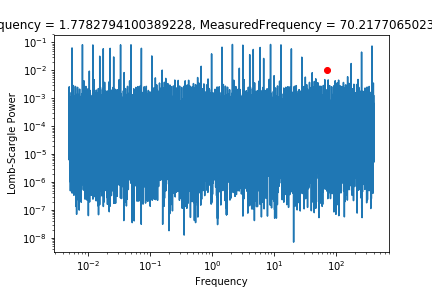 quency = 1.7782794100389228, MeasuredFrequency = 70.2177065023
10⁻¹
10⁻²
10⁻³
10⁻⁴
10⁻⁵
10⁻⁶
10⁻⁷
10⁻⁸
Lomb-Scargle Power
10⁻² 10⁻¹ 10⁰ 10¹ 10²
Frequency